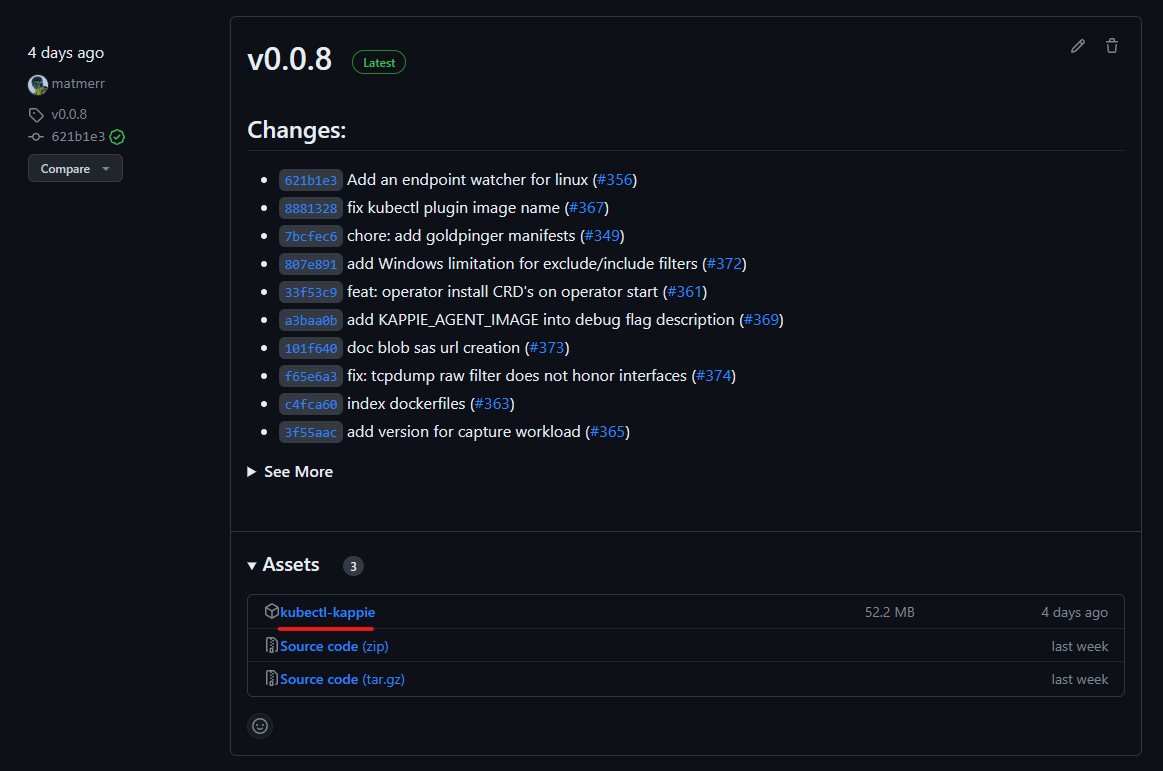 4 days ago
matmerr
v0.0.8
621b1e3
Compare
v0.0.8 Latest
Changes:
621b1e3 Add an endpoint watcher for linux (#356)
8881328 fix kubectl plugin image name (#367)
7bcfec6 chore: add goldpinger manifests (#349)
807e891 add Windows limitation for exclude/include filters (#372)
33f53c9 feat: operator install CRD's on operator start (#361)
a3baa0b add KAPPIE_AGENT_IMAGE into debug flag description (#369)
101f640 doc blob sas url creation (#373)
f65e6a3 fix: tcpdump raw filter does not honor interfaces (#374)
c4fca60 index dockerfiles (#363)
3f55aac add version for capture workload (#365)
See More
Assets 3
kubectl-kappie 52.2 MB 4 days ago
Source code (zip) last week
Source code (tar.gz) last week